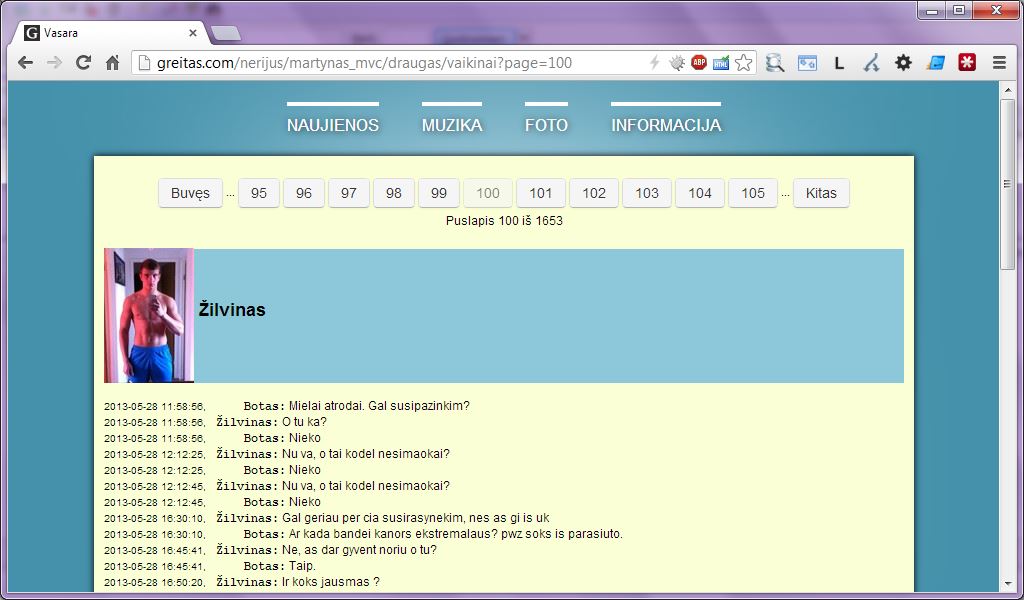 Vasara
greitas.com/nerijus/martynas_mvc/draugas/vaikinai?page=100
ABP HTML L
NAUJIENOS MUZIKA FOTO INFORMACIJA
Buvęs ... 95 96 97 98 99 100 101 102 103 104 105 ... Kitas
Puslapis 100 iš 1653
Žilvinas
2013-05-28 11:58:56, Botas: Mielai atrodai. Gal susipazinkim?
2013-05-28 11:58:56, Žilvinas: O tu ka?
2013-05-28 11:58:56, Botas: Nieko
2013-05-28 12:12:25, Žilvinas: Nu va, o tai kodel nesimaokai?
2013-05-28 12:12:25, Botas: Nieko
2013-05-28 12:12:45, Žilvinas: Nu va, o tai kodel nesimaokai?
2013-05-28 12:12:45, Botas: Nieko
2013-05-28 16:30:10, Žilvinas: Gal geriau per cia susirasynekim, nes as gi is uk
2013-05-28 16:30:10, Botas: Ar kada bandei kanors ekstremalaus? pwz soks is parasiuto.
2013-05-28 16:45:41, Žilvinas: Ne, as dar gyvent noriu o tu?
2013-05-28 16:45:41, Botas: Taip.
2013-05-28 16:50:20, Žilvinas: Ir koks jausmas ?